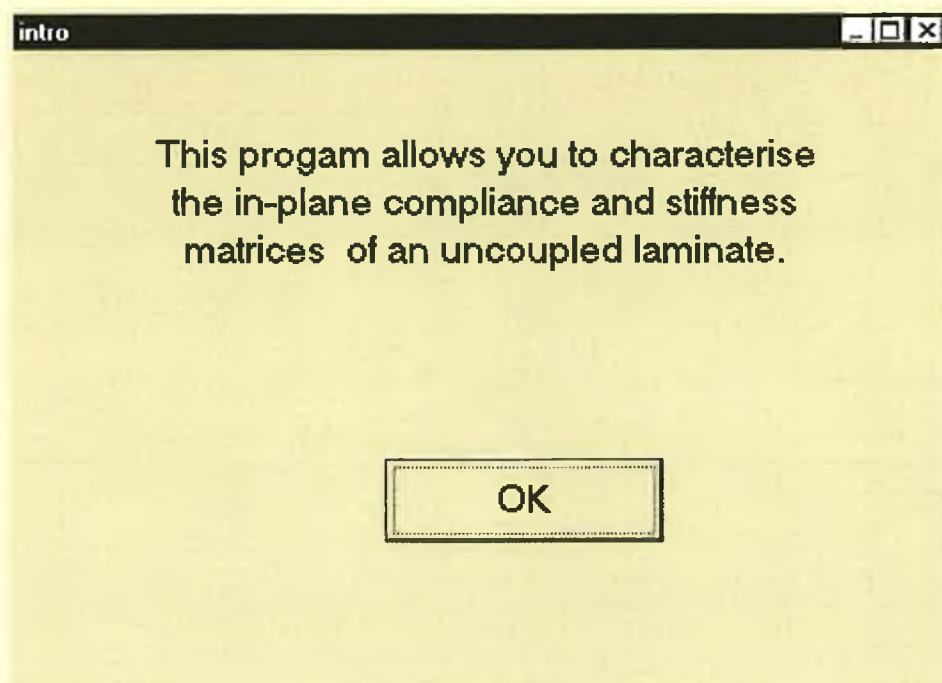 intro
This progam allows you to characterise
the in-plane compliance and stiffness
matrices  of an uncoupled laminate.
OK